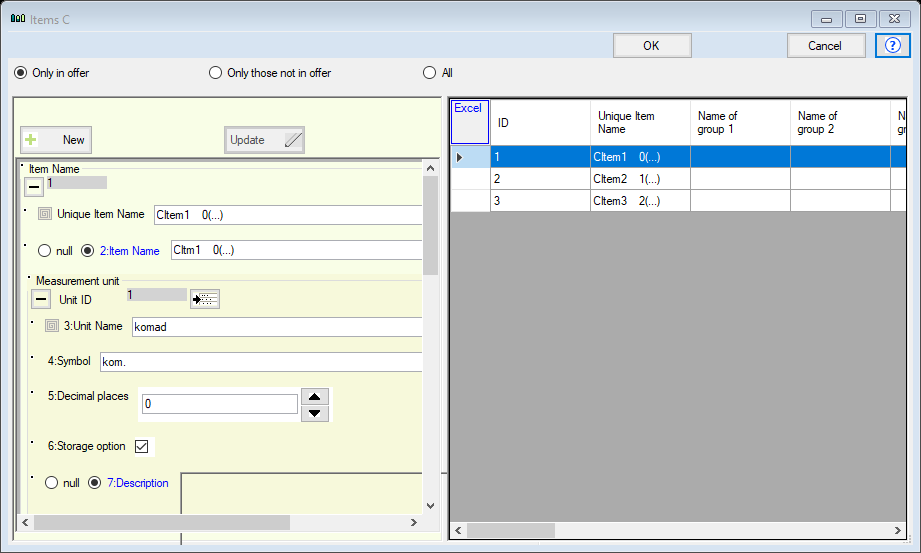 Items C
OK
Cancel
?
Only in offer
Only those not in offer
All
New
Update
Item Name
1
Unique Item Name
CItem1 0(...)
null
2:Item Name
CItm1 0(...)
Measurement unit
Unit ID
1
3:Unit Name
komad
4:Symbol
kom.
5:Decimal places
0
6:Storage option
null
7:Description
Excel
ID
Unique Item
Name
Name of
group 1
Name of
group 2
1
CItem1 0(...)
2
CItem2 1(...)
3
CItem3 2(...)